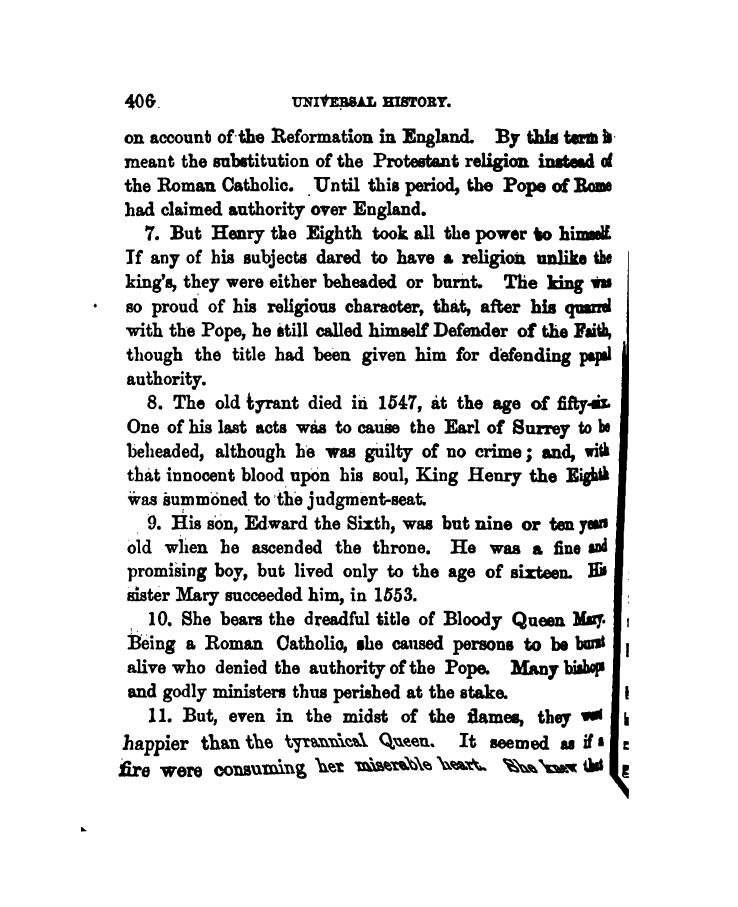 406 UNIVERSAL HISTORY.
on account of the Reformation in England. By this term is
meant the substitution of the Protestant religion instead of
the Roman Catholic. Until this period, the Pope of Rome
had claimed authority over England.
7. But Henry the Eighth took all the power to himself.
If any of his subjects dared to have a religion unlike the
king's, they were either beheaded or burnt. The king was
so proud of his religious character, that, after his quarrel
with the Pope, he still called himself Defender of the Faith,
though the title had been given him for defending papal
authority.
8. The old tyrant died in 1547, at the age of fifty-six.
One of his last acts was to cause the Earl of Surrey to be
beheaded, although he was guilty of no crime; and, with
that innocent blood upon his soul, King Henry the Eighth
was summoned to the judgment-seat.
9. His son, Edward the Sixth, was but nine or ten years
old when he ascended the throne. He was a fine and
promising boy, but lived only to the age of sixteen. His
sister Mary succeeded him, in 1553.
10. She bears the dreadful title of Bloody Queen Mary.
Being a Roman Catholic, she caused persons to be burnt
alive who denied the authority of the Pope. Many bishops
and godly ministers thus perished at the stake.
11. But, even in the midst of the flames, they were
happier than the tyrannical Queen. It seemed as if a
fire were consuming her miserable heart. She knew that